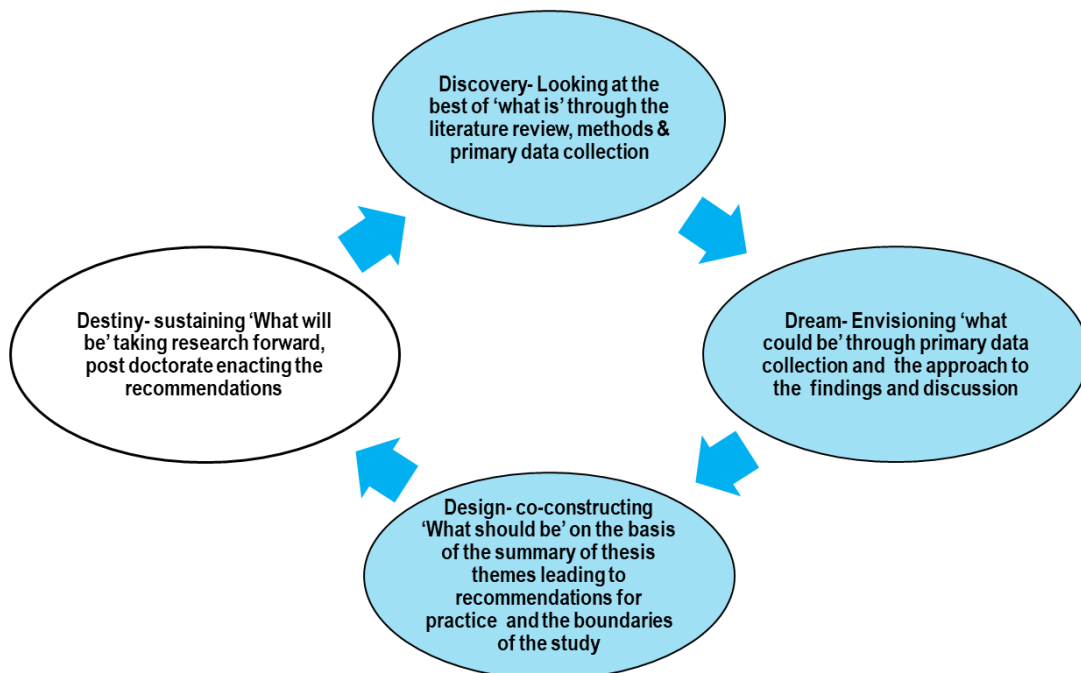 Discovery- Looking at the
best of ‘what is’ through the
literature review, methods &
primary data collection
Dream- Envisioning ‘what
could be’ through primary data
collection and the approach to
the findings and discussion
Design- co-constructing
‘What should be’ on the basis
of the summary of thesis
themes leading to
recommendations for
practice and the boundaries
of the study
Destiny- sustaining ‘What will
be’ taking research forward,
post doctorate enacting the
recommendations